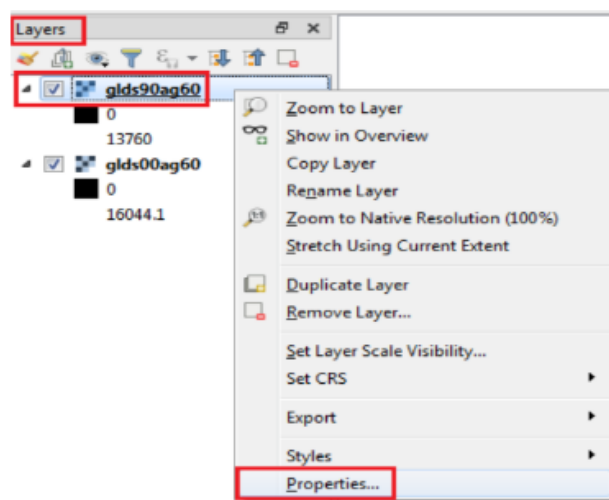 Layers
glds90ag60
0
13760
glds00ag60
0
16044.1
Zoom to Layer
Show in Overview
Copy Layer
Rename Layer
Zoom to Native Resolution (100%)
Stretch Using Current Extent
Duplicate Layer
Remove Layer...
Set Layer Scale Visibility...
Set CRS
Export
Styles
Properties...